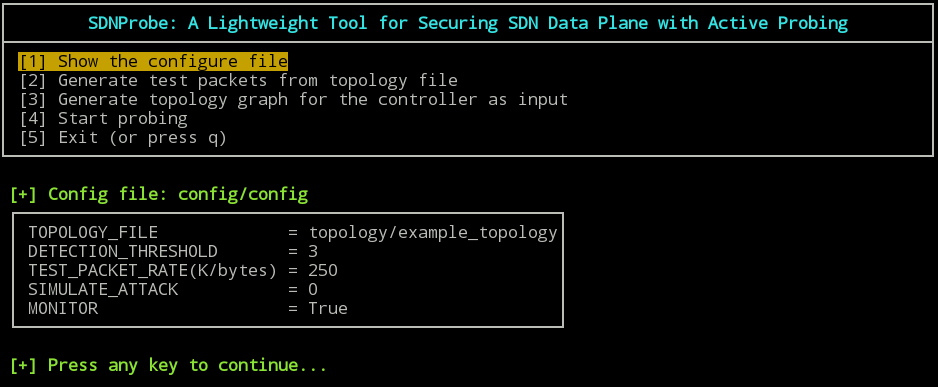 SDNProbe: A Lightweight Tool for Securing SDN Data Plane with Active Probing
[1] Show the configure file
[2] Generate test packets from topology file
[3] Generate topology graph for the controller as input
[4] Start probing
[5] Exit (or press q)
[+] Config file: config/config
TOPOLOGY_FILE = topology/example_topology
DETECTION_THRESHOLD = 3
TEST_PACKET_RATE(K/bytes) = 250
SIMULATE_ATTACK = 0
MONITOR = True
[+] Press any key to continue...